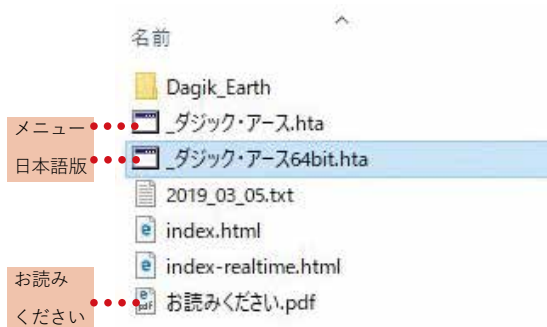 名前
Dagik_Earth
メニュー
_ダジック・アース.hta
日本語版
_ダジック・アース64bit.hta
2019_03_05.txt
index.html
index-realtime.html
お読み
ください
お読みください.pdf